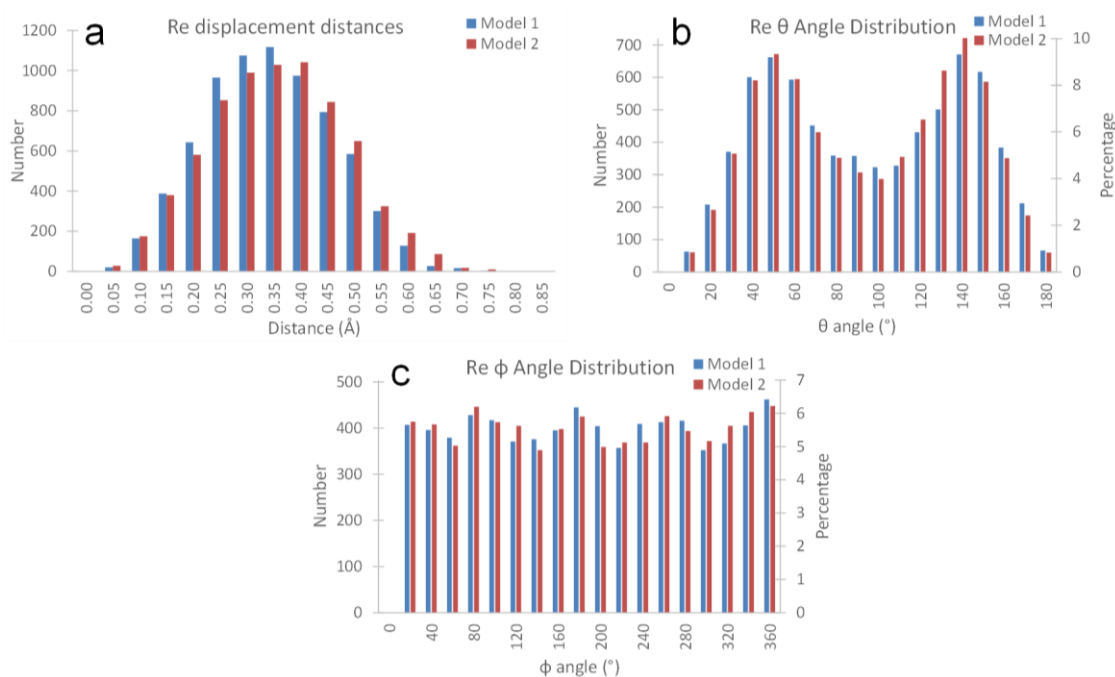 a
Re displacement distances
Model 1
Model 2
1200
1000
800
600
400
200
0
Number
0.00 0.05 0.10 0.15 0.20 0.25 0.30 0.35 0.40 0.45 0.50 0.55 0.60 0.65 0.70 0.75 0.80 0.85
Distance (Å)
b
Re θ Angle Distribution
Model 1
Model 2
700
600
500
400
300
200
100
0
Number
10
8
6
4
2
0
Percentage
0 20 40 60 80 100 120 140 160 180
θ angle (°)
c
Re ϕ Angle Distribution
Model 1
Model 2
500
400
300
200
100
0
Number
7
6
5
4
3
2
1
0
Percentage
0 40 80 120 160 200 240 280 320 360
ϕ angle (°)